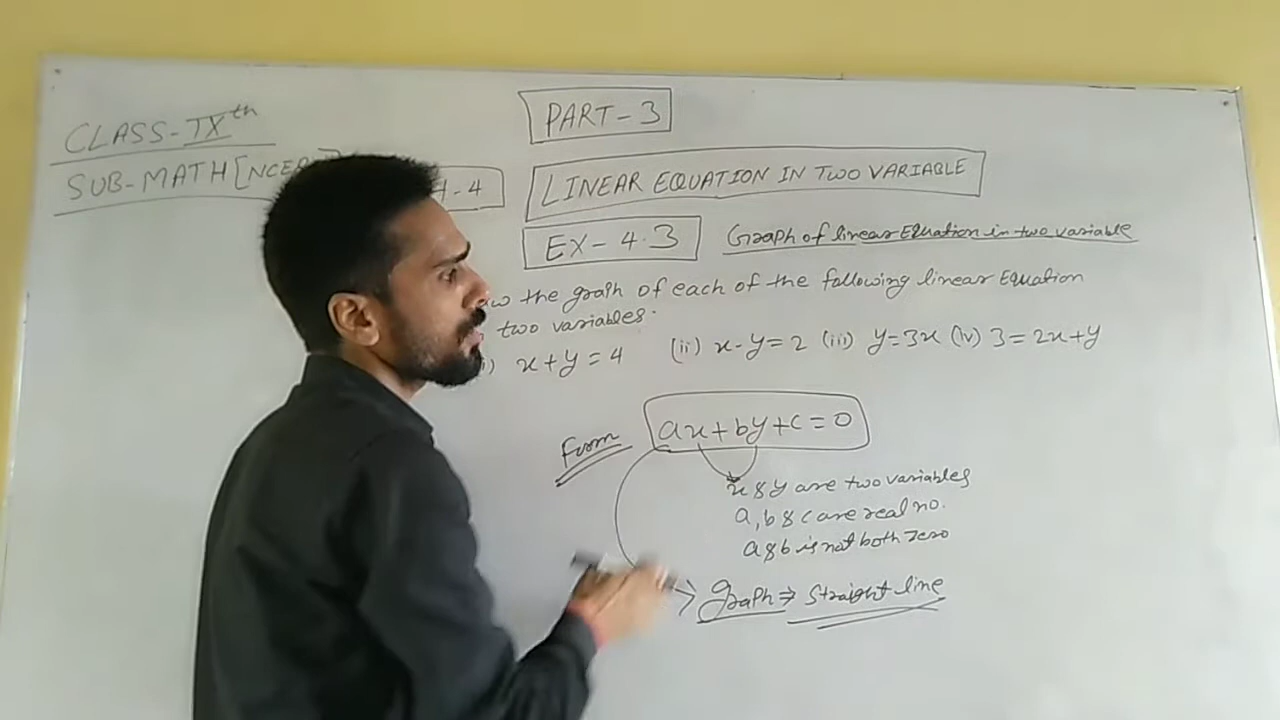 CLASS-IXth
PART-3
SUB-MATH [NCE
-4
LINEAR EQUATION IN TWO VARIABLE
EX-4.3
Graph of linear Equation in two variable
the graph of each of the following linear Equation
two variables.
) x+y=4 (ii) x-y=2 (iii) y=3x (iv) 3=2x+y
From
ax+by+c=0
x & y are two variables
a, b & c are real no.
a & b is not both zero
graph ⇒ Straight line